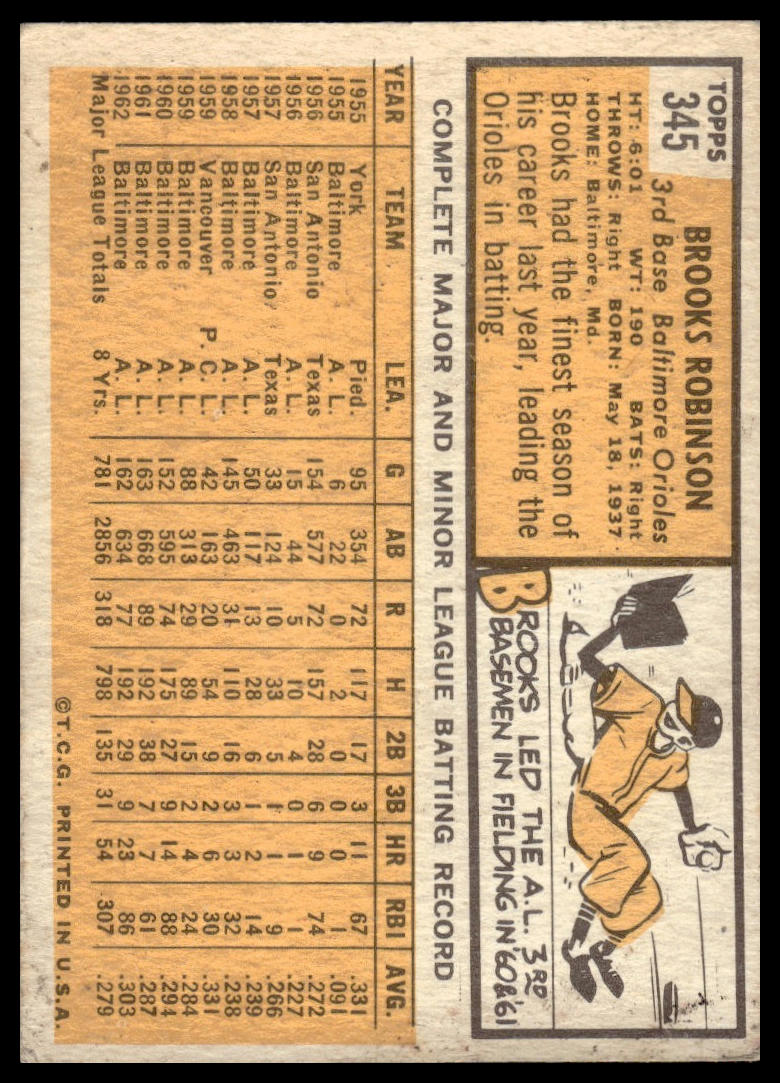 TOPPS
345
BROOKS ROBINSON
3rd Base Baltimore Orioles
HT: 6:01 WT: 190 BATS: Right
THROWS: Right BORN: May 18, 1937
HOME: Baltimore, Md.
Brooks had the finest season of
his career last year, leading the
Orioles in batting.
BROOKS LED THE A.L. 3RD
BASEMEN IN FIELDING IN '60 & '61
COMPLETE MAJOR AND MINOR LEAGUE BATTING RECORD
YEAR TEAM LEA. G AB R H 2B 3B HR RBI AVG.
1955 York Pied. 95 354 72 117 17 3 11 67 .331
1955 Baltimore A. L. 6 22 0 2 0 0 0 1 .091
1956 San Antonio Texas 154 577 72 157 28 6 9 74 .272
1956 Baltimore A. L. 15 44 5 10 4 0 1 1 .227
1957 San Antonio Texas 33 124 10 33 5 1 1 9 .266
1957 Baltimore A. L. 50 117 13 28 6 1 2 14 .239
1958 Baltimore A. L. 145 463 31 110 16 3 3 32 .238
1959 Vancouver P. C. L. 42 163 20 54 9 2 6 30 .331
1959 Baltimore A. L. 88 313 29 89 15 2 4 24 .284
1960 Baltimore A. L. 152 595 74 175 27 9 14 88 .294
1961 Baltimore A. L. 163 668 89 192 38 7 7 61 .287
1962 Baltimore A. L. 162 634 77 192 29 9 23 86 .303
Major League Totals 8 Yrs. 781 2856 318 798 135 31 54 307 .279
©T.C.G. PRINTED IN U.S.A.